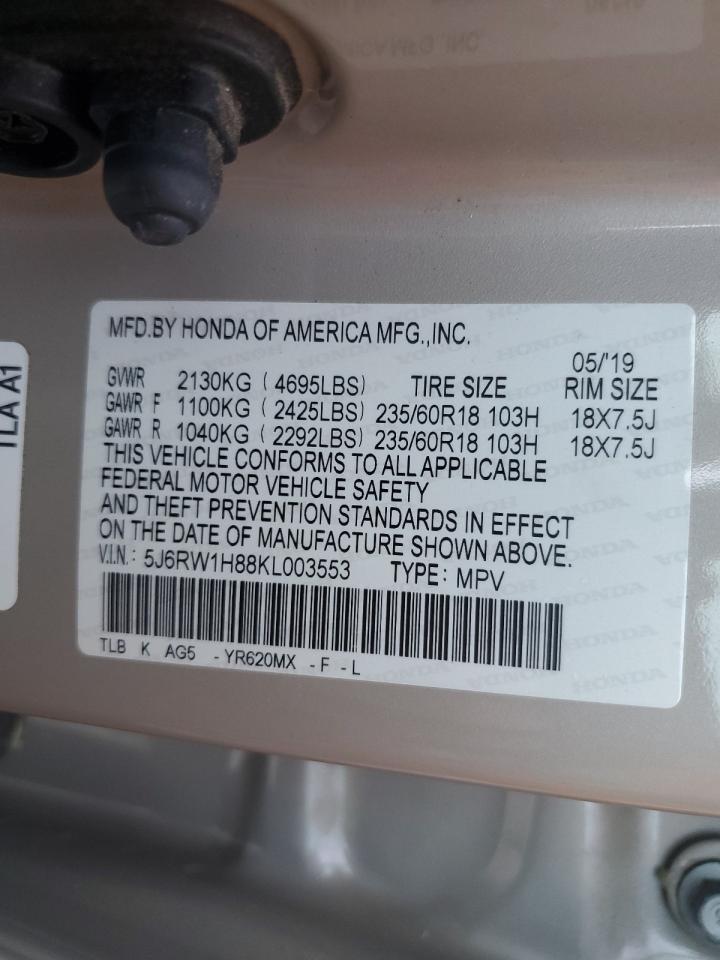 MFD.BY HONDA OF AMERICA MFG.,INC.
05/'19
GVWR 2130KG ( 4695LBS) TIRE SIZE RIM SIZE
GAWR F 1100KG ( 2425LBS) 235/60R18 103H 18X7.5J
GAWR R 1040KG ( 2292LBS) 235/60R18 103H 18X7.5J
THIS VEHICLE CONFORMS TO ALL APPLICABLE
FEDERAL MOTOR VEHICLE SAFETY
AND THEFT PREVENTION STANDARDS IN EFFECT
ON THE DATE OF MANUFACTURE SHOWN ABOVE.
V.I.N.: 5J6RW1H88KL003553 TYPE: MPV
TLB K AG5 -YR620MX -F -L
TLA A1